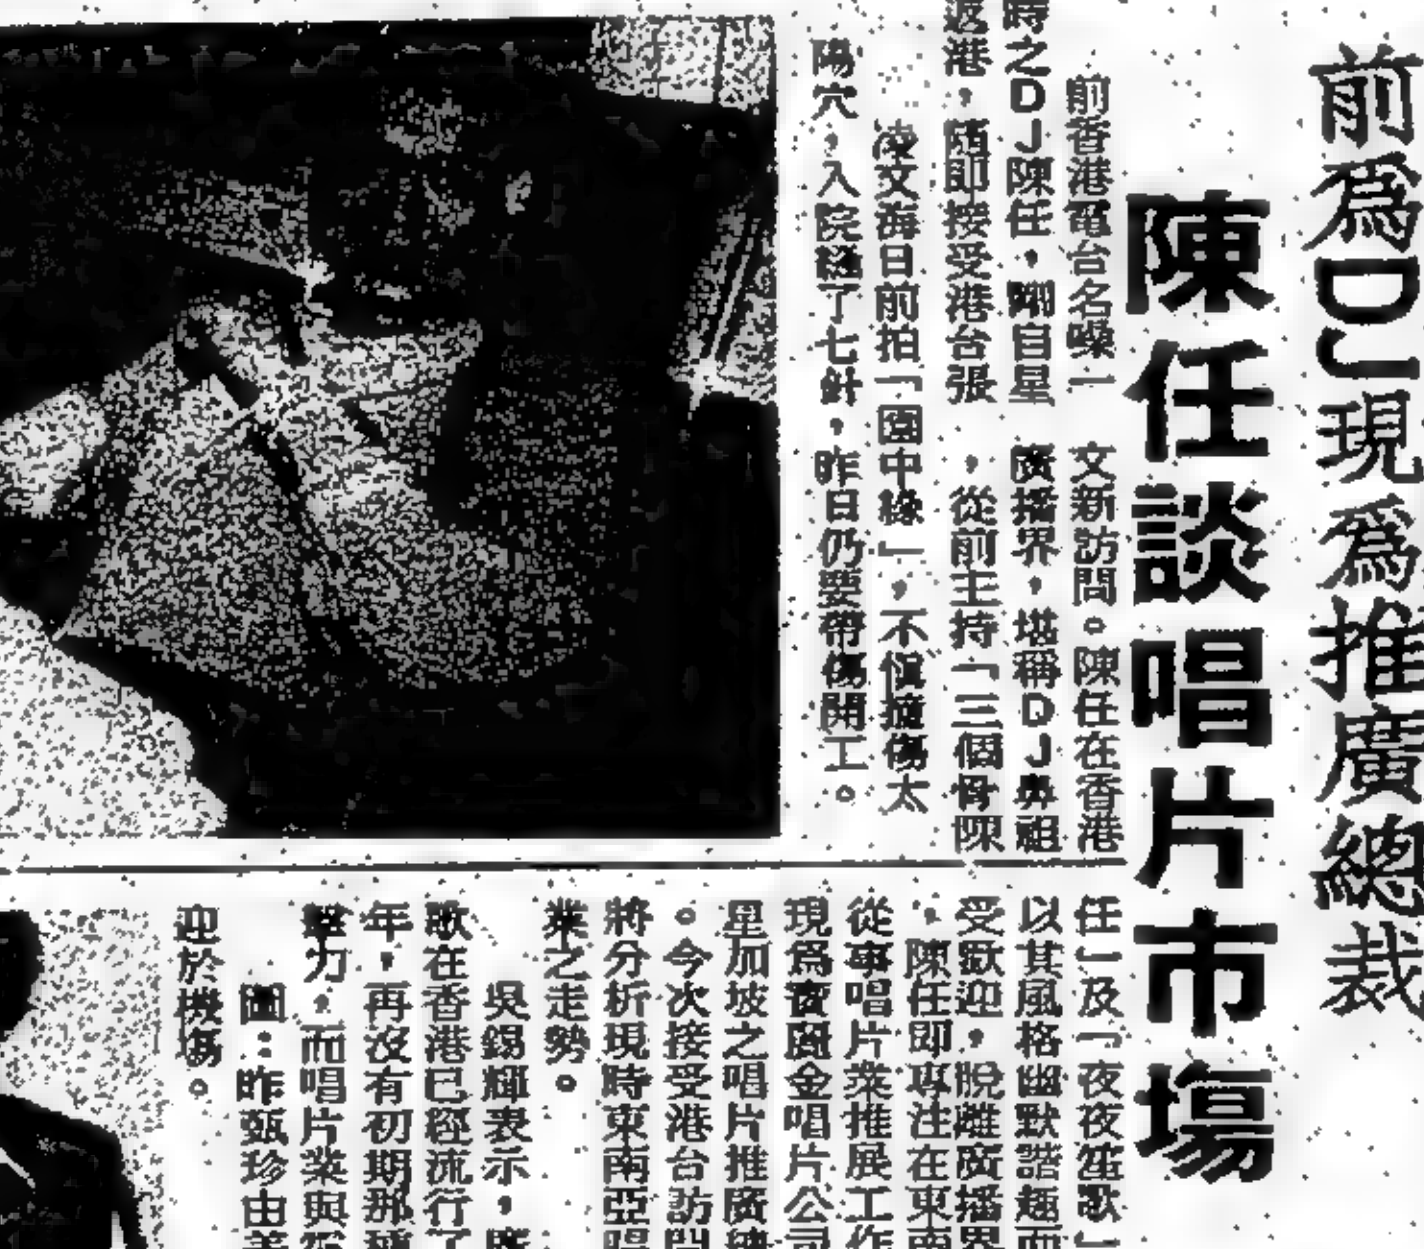 前爲DJ現爲推廣總裁
陳任談唱片市場
前香港電台名嗓一
時之DJ陳任，剛自星
返港，隨即接受港台張
文新訪問。陳任在香港
廣播界，堪稱DJ鼻祖
，從前主持「三個骨陳
任」及「夜夜笙歌」
以其風格幽默諧趣而
受歡迎，脫離廣播界
，陳任即專注在東南
從事唱片業推展工作
現爲寶麗金唱片公司
星加坡之唱片推廣總
。今次接受港台訪問
將分析現時東南亞唱
業之走勢。
吳錫輝表示，
歌在香港已經流行了
年，再沒有初期那種
擊力，而唱片業與
圖：昨甄珍由美
迎於機場。
凌文海日前拍「園中緣」，不慎撞傷太
陽穴，入院縫了七針，昨日仍要帶傷開工。